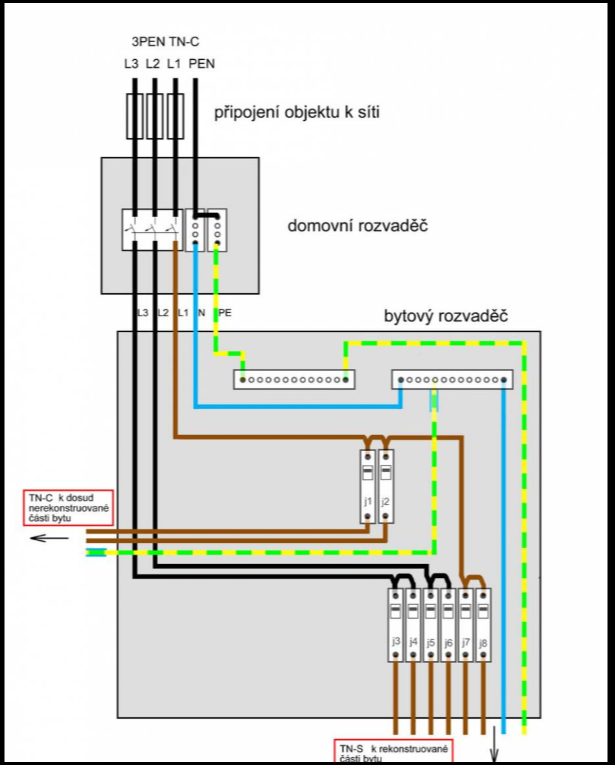 3PEN TN-C
L3 L2 L1 PEN
připojení objektu k síti
domovní rozvaděč
L3 L2 L1 N PE
bytový rozvaděč
j1 j2
TN-C k dosud
nerekonstruované
části bytu
j3 j4 j5 j6 j7 j8
TN-S k rekonstruované
části bytu